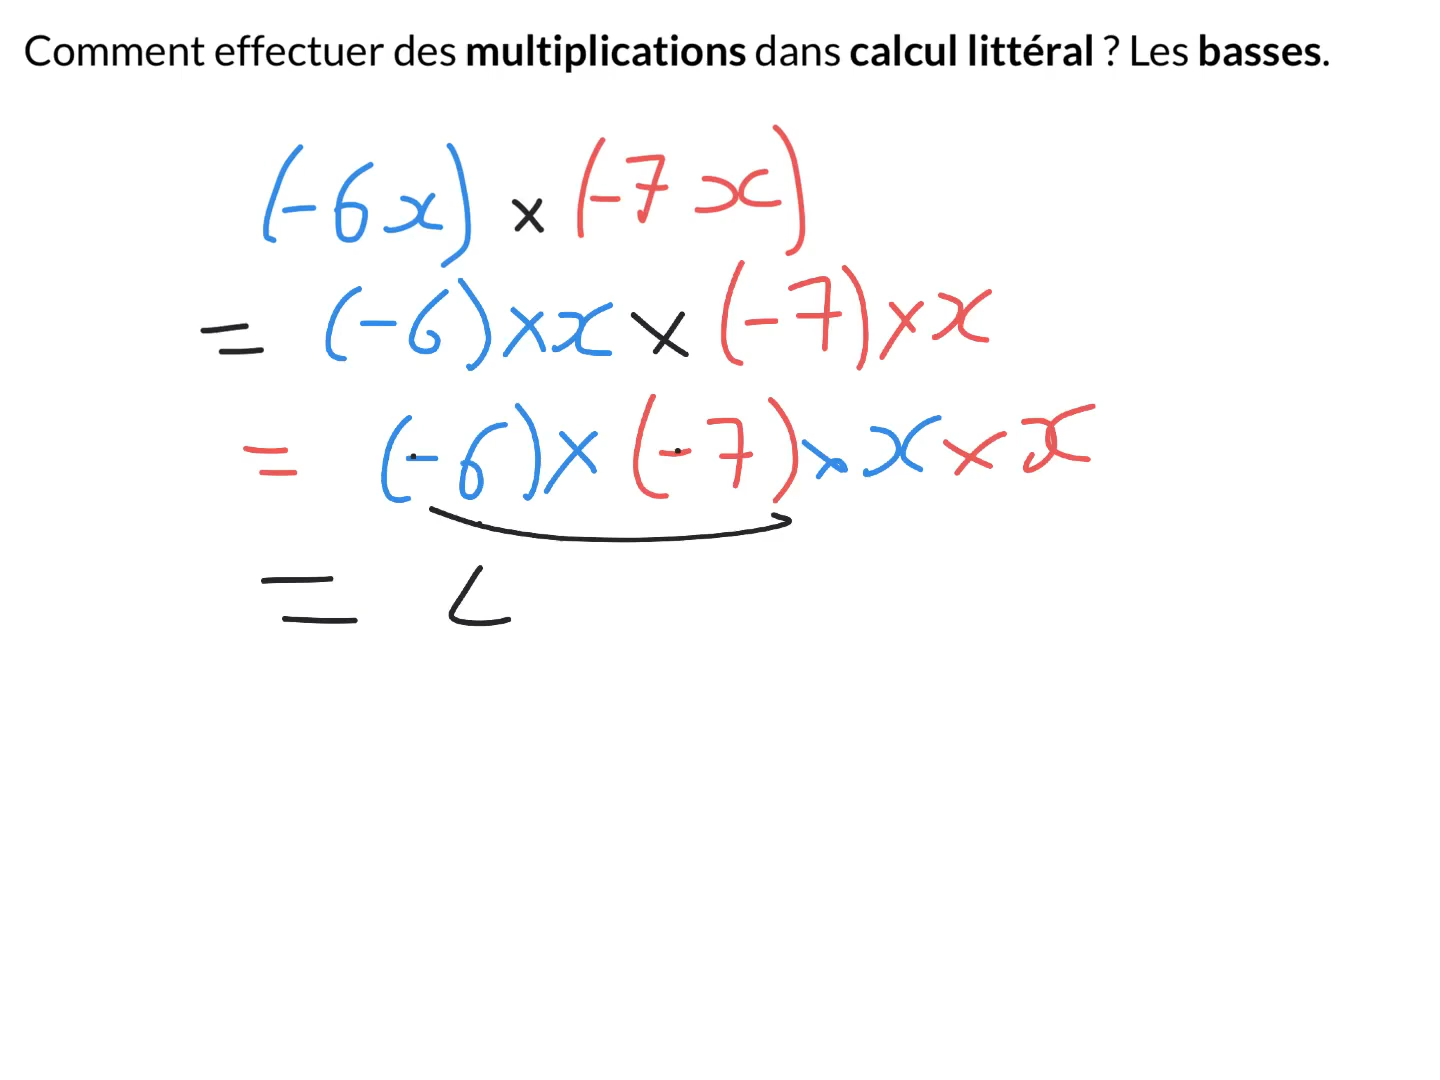 Comment effectuer des multiplications dans calcul littéral ? Les basses.
(-6x) × (-7x)
= (-6) × x × (-7) × x
= (-6) × (-7) × x × x
=